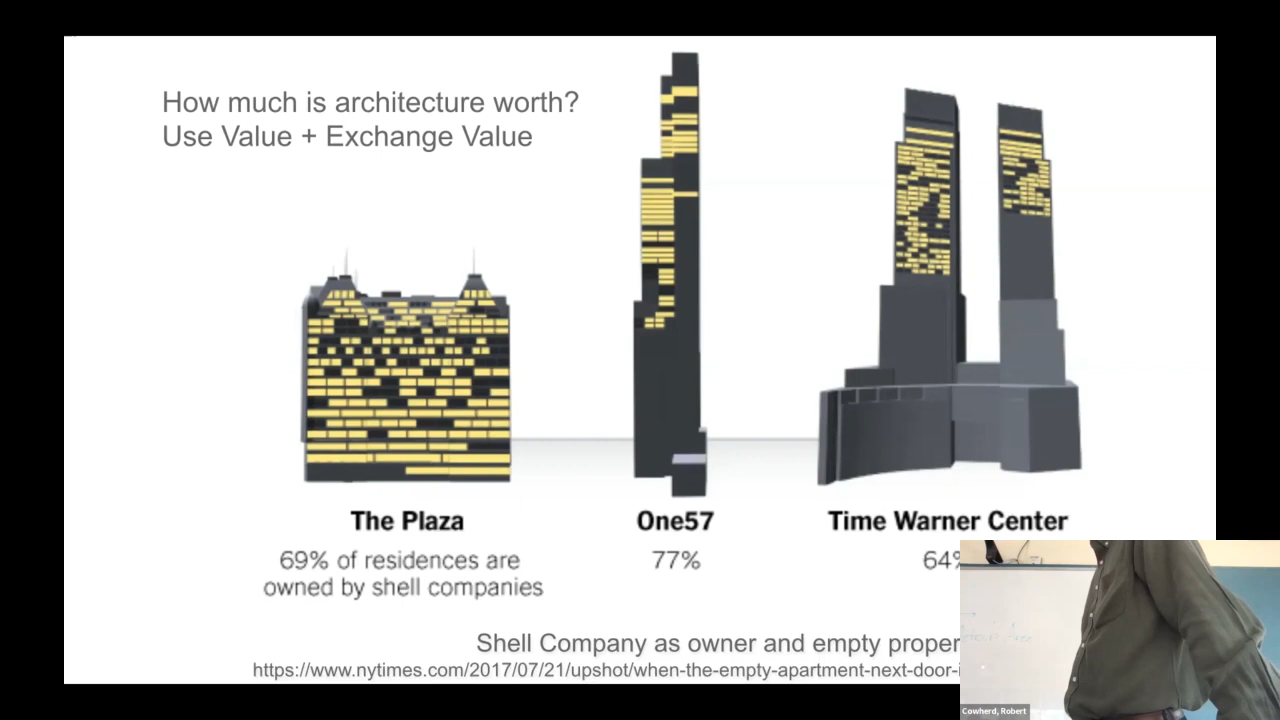 How much is architecture worth?
Use Value + Exchange Value
The Plaza
69% of residences are
owned by shell companies
One57
77%
Time Warner Center
64%
Shell Company as owner and empty proper
https://www.nytimes.com/2017/07/21/upshot/when-the-empty-apartment-next-door-i
Cowherd, Robert